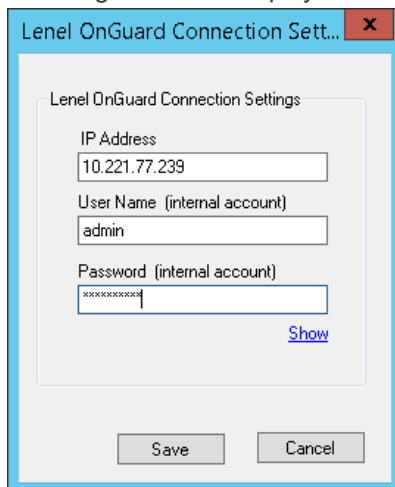 Lenel OnGuard Connection Sett... x
Lenel OnGuard Connection Settings
IP Address
10.221.77.239
User Name (internal account)
admin
Password (internal account)
××××××××××
Show
Save Cancel